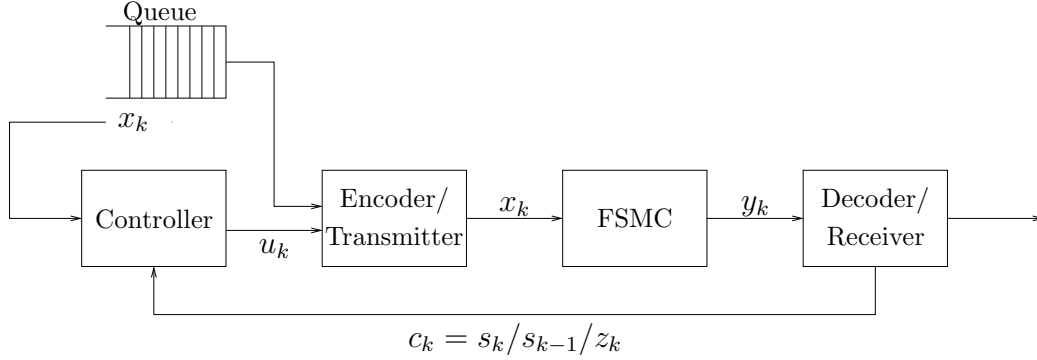 Queue
x_k
Controller
u_k
Encoder/
Transmitter
x_k
FSMC
y_k
Decoder/
Receiver
c_k = s_k/s_{k-1}/z_k